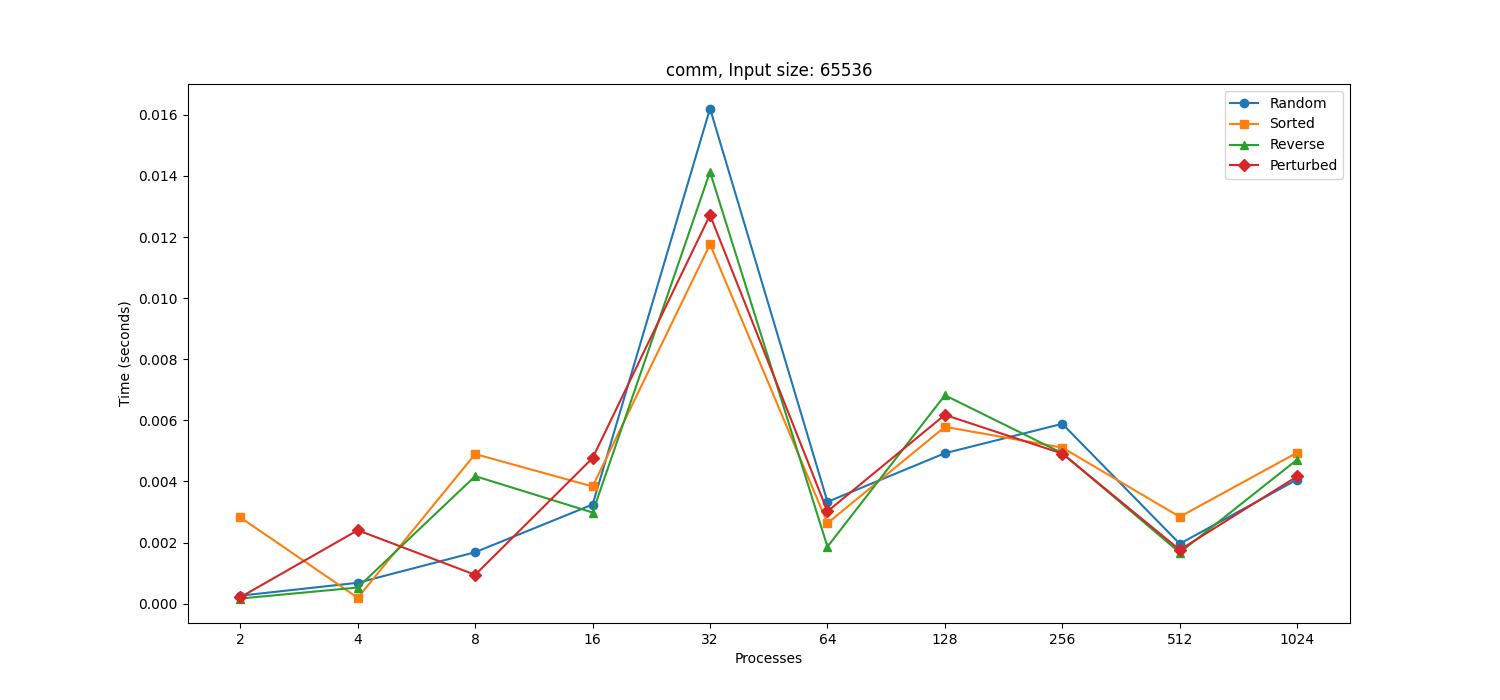 comm, Input size: 65536
Random
Sorted
Reverse
Perturbed
Time (seconds)
0.016
0.014
0.012
0.010
0.008
0.006
0.004
0.002
0.000
2 4 8 16 32 64 128 256 512 1024
Processes